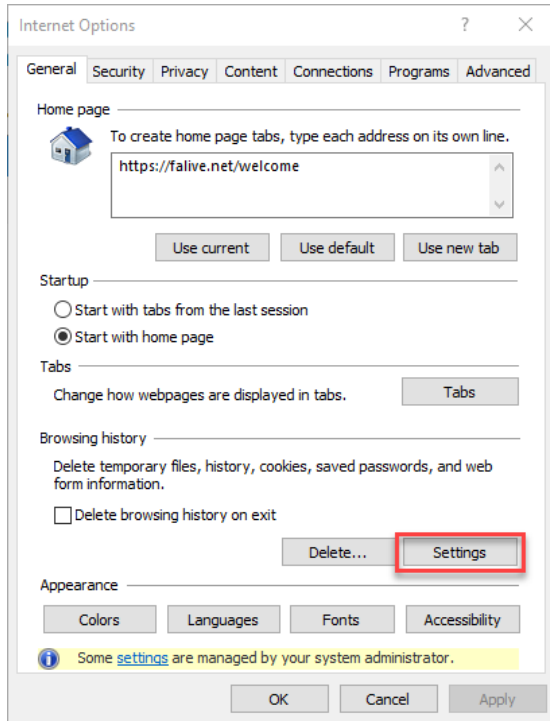 Internet Options ?
General Security Privacy Content Connections Programs Advanced
Home page
To create home page tabs, type each address on its own line.
https://falive.net/welcome
Use current Use default Use new tab
Startup
Start with tabs from the last session
Start with home page
Tabs
Change how webpages are displayed in tabs. Tabs
Browsing history
Delete temporary files, history, cookies, saved passwords, and web
form information.
Delete browsing history on exit
Delete... Settings
Appearance
Colors Languages Fonts Accessibility
Some settings are managed by your system administrator.
OK Cancel Apply